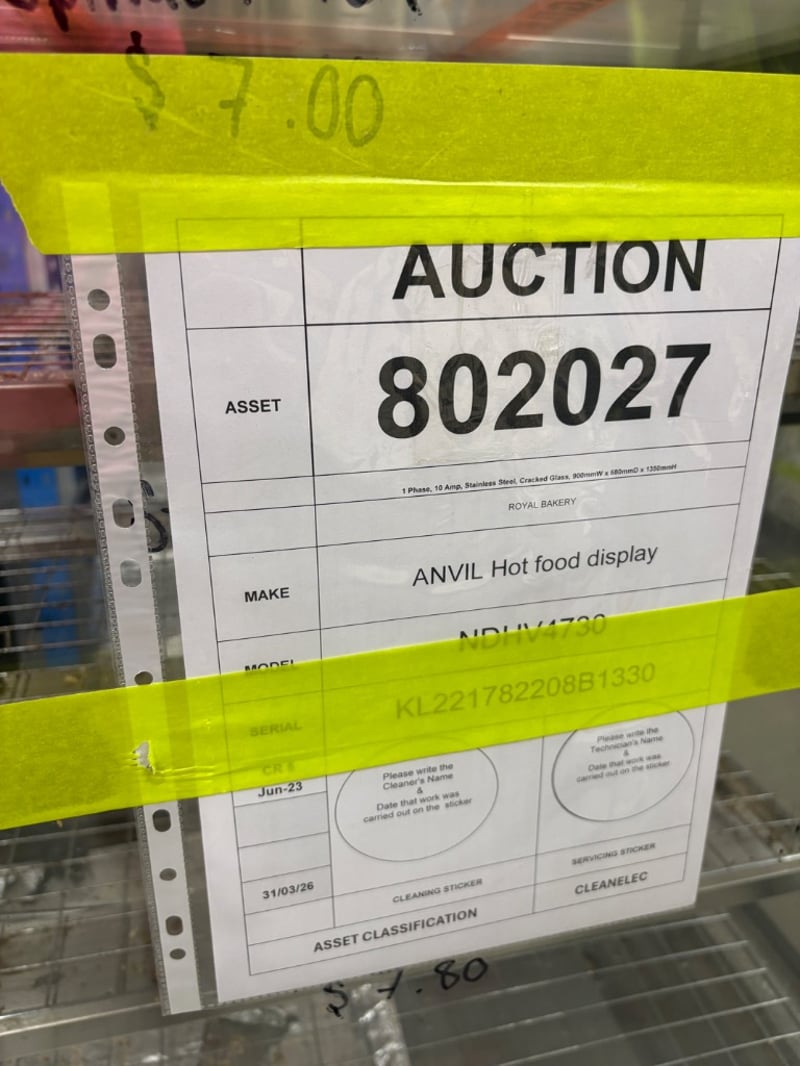 $ 7.00
AUCTION
ASSET 802027
1 Phase, 10 Amp, Stainless Steel, Cracked Glass, 900mmW x 680mmD x 1350mmH
ROYAL BAKERY
MAKE ANVIL Hot food display
MODEL NDHV4730
SERIAL KL221782208B1330
Jun-23
Please write the
Cleaner's Name
&
Date that work was
carried out on the sticker
Please write the
Technician's Name
&
Date that work was
carried out on the sticker
31/03/26 CLEANING STICKER SERVICING STICKER
ASSET CLASSIFICATION CLEANELEC
$ 7.80